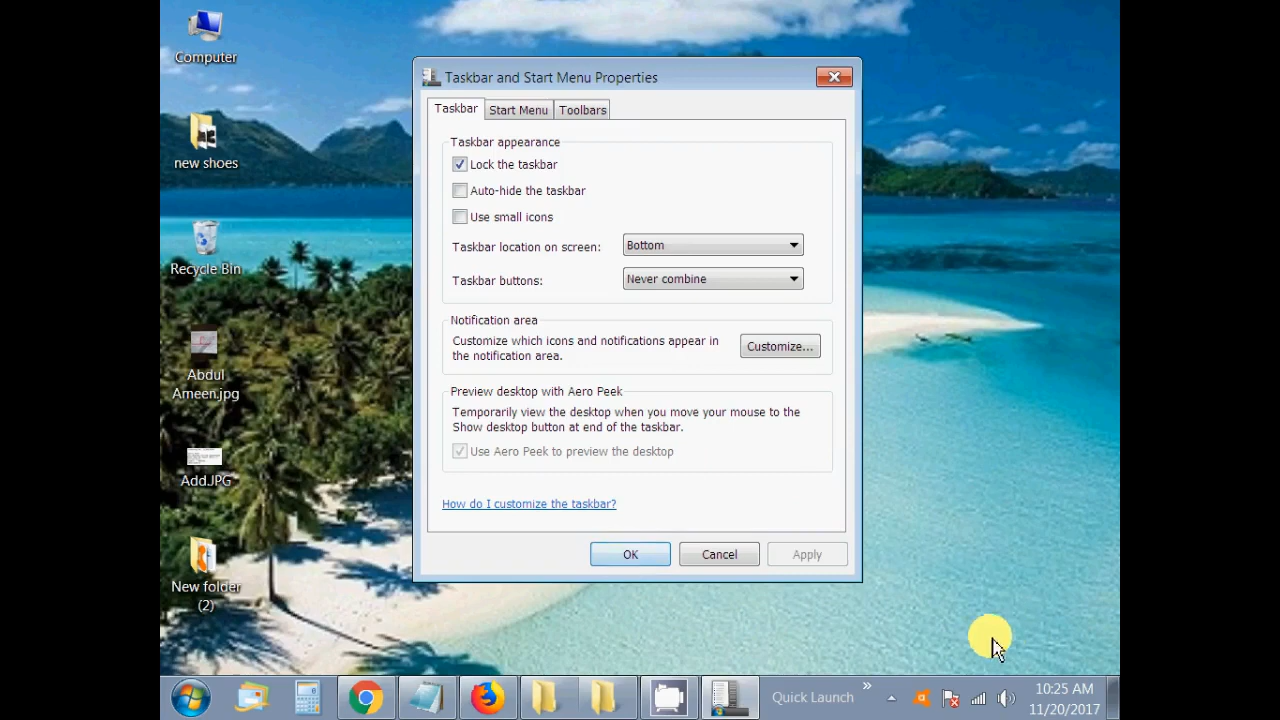 Computer
new shoes
Recycle Bin
Abdul
Ameen.jpg
Add.JPG
New folder
(2)
Taskbar and Start Menu Properties
Taskbar
Start Menu
Toolbars
Taskbar appearance
Lock the taskbar
Auto-hide the taskbar
Use small icons
Taskbar location on screen:
Bottom
Taskbar buttons:
Never combine
Notification area
Customize which icons and notifications appear in
the notification area.
Customize...
Preview desktop with Aero Peek
Temporarily view the desktop when you move your mouse to the
Show desktop button at end of the taskbar.
Use Aero Peek to preview the desktop
How do I customize the taskbar?
OK
Cancel
Apply
Quick Launch
10:25 AM
11/20/2017